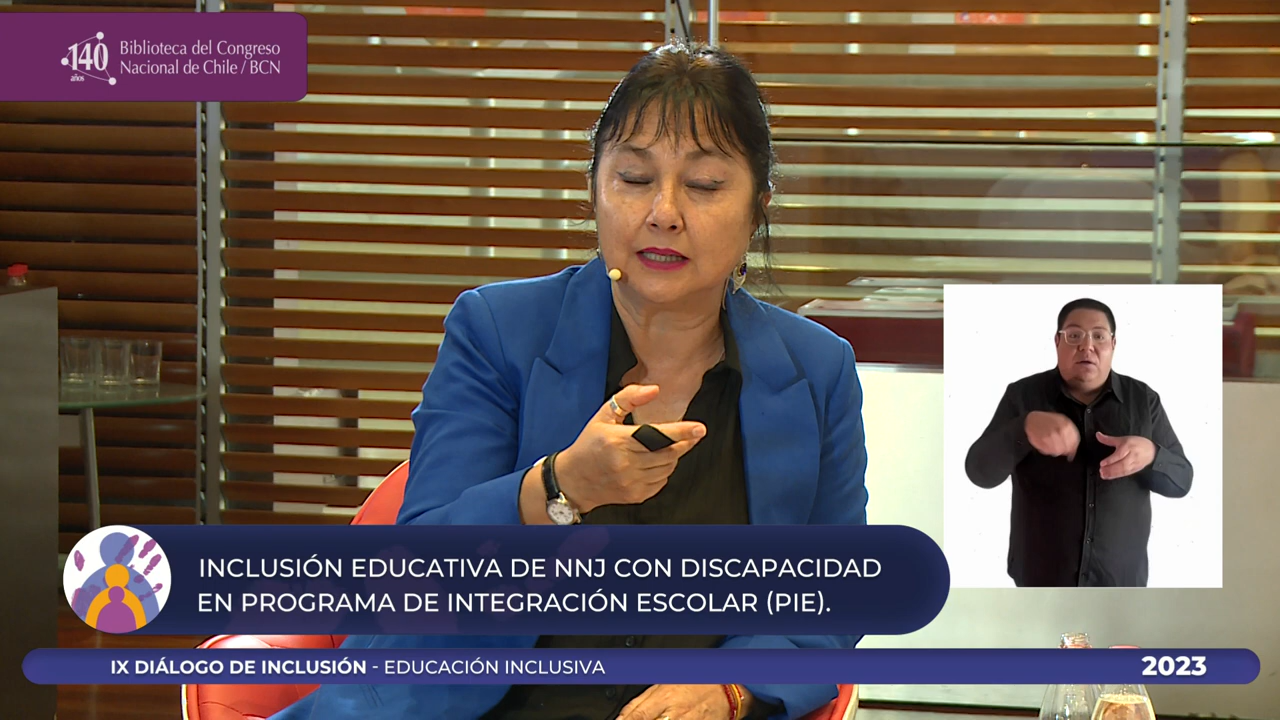 140
años
Biblioteca del Congreso
Nacional de Chile / BCN
INCLUSIÓN EDUCATIVA DE NNJ CON DISCAPACIDAD
EN PROGRAMA DE INTEGRACIÓN ESCOLAR (PIE).
IX DIÁLOGO DE INCLUSIÓN - EDUCACIÓN INCLUSIVA
2023